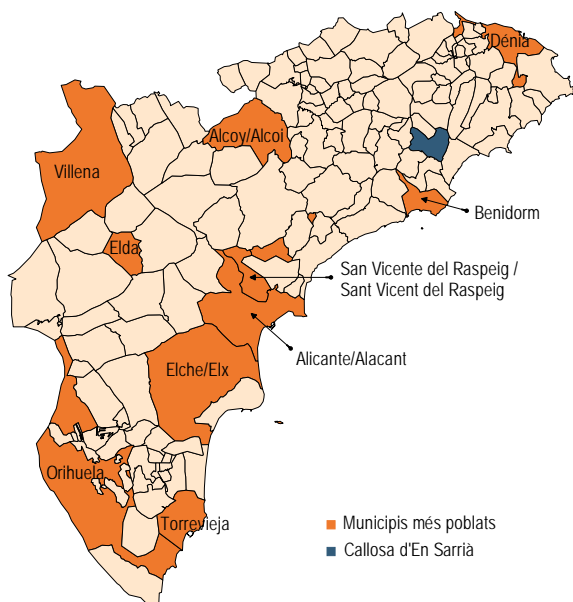 Dénia
Alcoy/Alcoi
Villena
Benidorm
Elda
San Vicente del Raspeig /
Sant Vicent del Raspeig
Alicante/Alacant
Elche/Elx
Orihuela
Torrevieja
Municipis més poblats
Callosa d'En Sarrià